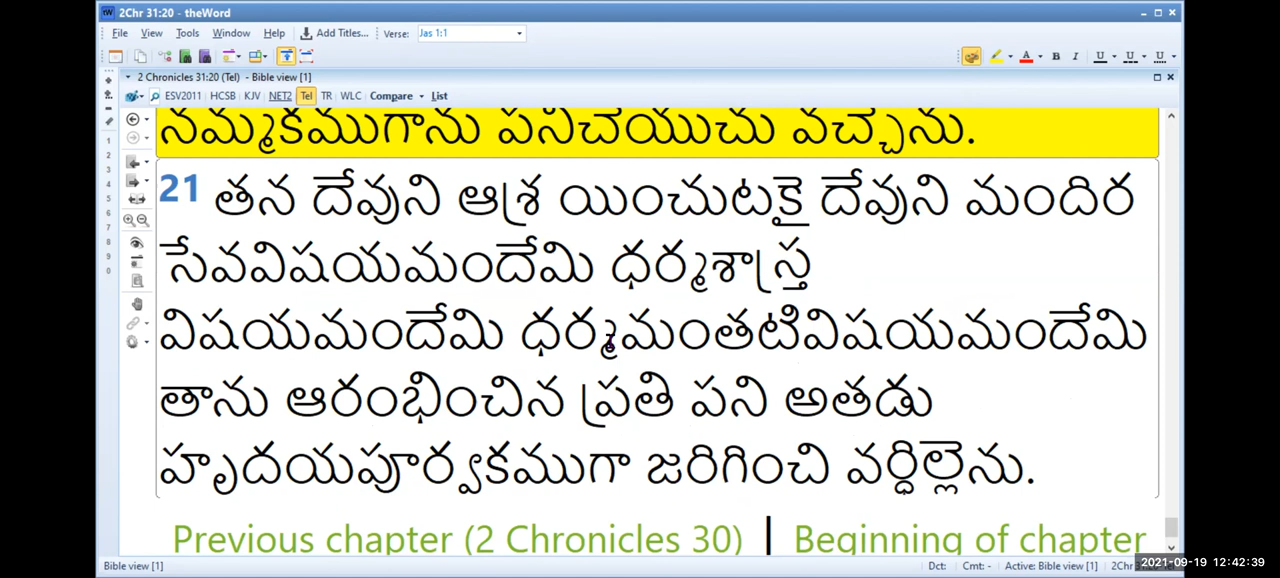 2Chr 31:20 - theWord
File View Tools Window Help Add Titles... Verse: Jas 1:1
2 Chronicles 31:20 (Tel) - Bible view [1]
ESV2011 HCSB KJV NET2 Tel TR WLC Compare List
నమ్మకముగాను పనిచేయుచు వచ్చెను.
21 తన దేవుని ఆశ్ర యించుటకై దేవుని మందిర
సేవవిషయమందేమి ధర్మశాస్త్ర
విషయమందేమి ధర్మమంతటివిషయమందేమి
తాను ఆరంభించిన ప్రతి పని అతడు
హృదయపూర్వకముగా జరిగించి వర్ధిల్లెను.
Previous chapter (2 Chronicles 30) | Beginning of chapter
Bible view [1] Dct: Cmt: - Active: Bible view [1] 2Chr
2021-09-19 12:42:39